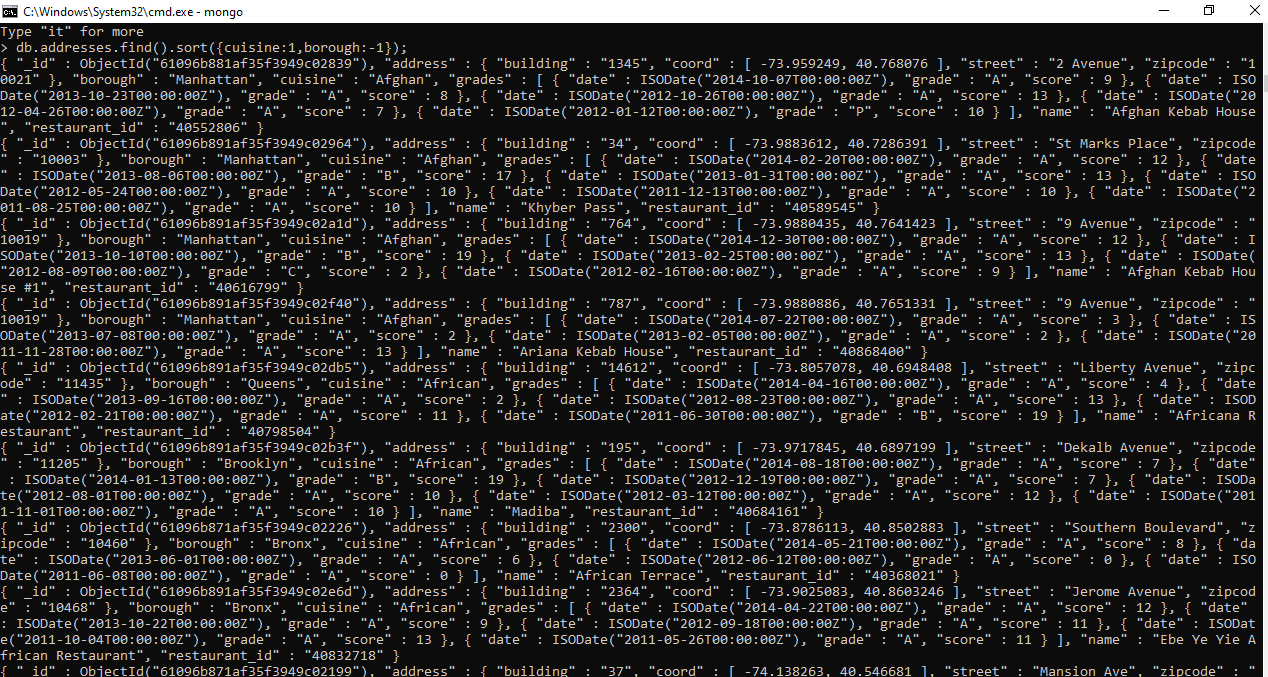 C:\Windows\System32\cmd.exe - mongo
Type "it" for more
> db.addresses.find().sort({cuisine:1,borough:-1});
{ "_id" : ObjectId("61096b881af35f3949c02839"), "address" : { "building" : "1345", "coord" : [ -73.959249, 40.768076 ], "street" : "2 Avenue", "zipcode" : "1
0021" }, "borough" : "Manhattan", "cuisine" : "Afghan", "grades" : [ { "date" : ISODate("2014-10-07T00:00:00Z"), "grade" : "A", "score" : 9 }, { "date" : ISO
Date("2013-10-23T00:00:00Z"), "grade" : "A", "score" : 8 }, { "date" : ISODate("2012-10-26T00:00:00Z"), "grade" : "A", "score" : 13 }, { "date" : ISODate("20
12-04-26T00:00:00Z"), "grade" : "A", "score" : 7 }, { "date" : ISODate("2012-01-12T00:00:00Z"), "grade" : "P", "score" : 10 } ], "name" : "Afghan Kebab House
", "restaurant_id" : "40552806" }
{ "_id" : ObjectId("61096b881af35f3949c02964"), "address" : { "building" : "34", "coord" : [ -73.9883612, 40.7286391 ], "street" : "St Marks Place", "zipcode
" : "10003" }, "borough" : "Manhattan", "cuisine" : "Afghan", "grades" : [ { "date" : ISODate("2014-02-20T00:00:00Z"), "grade" : "A", "score" : 12 }, { "date
" : ISODate("2013-08-06T00:00:00Z"), "grade" : "B", "score" : 17 }, { "date" : ISODate("2013-01-31T00:00:00Z"), "grade" : "A", "score" : 13 }, { "date" : ISO
Date("2012-05-24T00:00:00Z"), "grade" : "A", "score" : 10 }, { "date" : ISODate("2011-12-13T00:00:00Z"), "grade" : "A", "score" : 10 }, { "date" : ISODate("2
011-08-25T00:00:00Z"), "grade" : "A", "score" : 10 } ], "name" : "Khyber Pass", "restaurant_id" : "40589545" }
{ "_id" : ObjectId("61096b891af35f3949c02a1d"), "address" : { "building" : "764", "coord" : [ -73.9880435, 40.7641423 ], "street" : "9 Avenue", "zipcode" : "
10019" }, "borough" : "Manhattan", "cuisine" : "Afghan", "grades" : [ { "date" : ISODate("2014-12-30T00:00:00Z"), "grade" : "A", "score" : 12 }, { "date" : I
SODate("2013-10-10T00:00:00Z"), "grade" : "B", "score" : 19 }, { "date" : ISODate("2013-02-25T00:00:00Z"), "grade" : "A", "score" : 13 }, { "date" : ISODate(
"2012-08-09T00:00:00Z"), "grade" : "C", "score" : 2 }, { "date" : ISODate("2012-02-16T00:00:00Z"), "grade" : "A", "score" : 9 } ], "name" : "Afghan Kebab Hou
se #1", "restaurant_id" : "40616799" }
{ "_id" : ObjectId("61096b891af35f3949c02f40"), "address" : { "building" : "787", "coord" : [ -73.9880886, 40.7651331 ], "street" : "9 Avenue", "zipcode" : "
10019" }, "borough" : "Manhattan", "cuisine" : "Afghan", "grades" : [ { "date" : ISODate("2014-07-22T00:00:00Z"), "grade" : "A", "score" : 3 }, { "date" : IS
ODate("2013-07-08T00:00:00Z"), "grade" : "A", "score" : 2 }, { "date" : ISODate("2013-02-05T00:00:00Z"), "grade" : "A", "score" : 2 }, { "date" : ISODate("20
11-11-28T00:00:00Z"), "grade" : "A", "score" : 13 } ], "name" : "Ariana Kebab House", "restaurant_id" : "40868400" }
{ "_id" : ObjectId("61096b891af35f3949c02db5"), "address" : { "building" : "14612", "coord" : [ -73.8057078, 40.6948408 ], "street" : "Liberty Avenue", "zipc
ode" : "11435" }, "borough" : "Queens", "cuisine" : "African", "grades" : [ { "date" : ISODate("2014-04-16T00:00:00Z"), "grade" : "A", "score" : 4 }, { "date
" : ISODate("2013-09-16T00:00:00Z"), "grade" : "A", "score" : 2 }, { "date" : ISODate("2012-08-23T00:00:00Z"), "grade" : "A", "score" : 13 }, { "date" : ISOD
ate("2012-02-21T00:00:00Z"), "grade" : "A", "score" : 11 }, { "date" : ISODate("2011-06-30T00:00:00Z"), "grade" : "B", "score" : 19 } ], "name" : "Africana R
estaurant", "restaurant_id" : "40798504" }
{ "_id" : ObjectId("61096b891af35f3949c02b3f"), "address" : { "building" : "195", "coord" : [ -73.9717845, 40.6897199 ], "street" : "Dekalb Avenue", "zipcode
" : "11205" }, "borough" : "Brooklyn", "cuisine" : "African", "grades" : [ { "date" : ISODate("2014-08-18T00:00:00Z"), "grade" : "A", "score" : 7 }, { "date"
 : ISODate("2014-01-13T00:00:00Z"), "grade" : "B", "score" : 19 }, { "date" : ISODate("2012-12-19T00:00:00Z"), "grade" : "A", "score" : 7 }, { "date" : ISODa
te("2012-08-01T00:00:00Z"), "grade" : "A", "score" : 10 }, { "date" : ISODate("2012-03-12T00:00:00Z"), "grade" : "A", "score" : 12 }, { "date" : ISODate("201
1-11-01T00:00:00Z"), "grade" : "A", "score" : 10 } ], "name" : "Madiba", "restaurant_id" : "40684161" }
{ "_id" : ObjectId("61096b871af35f3949c02226"), "address" : { "building" : "2300", "coord" : [ -73.8786113, 40.8502883 ], "street" : "Southern Boulevard", "z
ipcode" : "10460" }, "borough" : "Bronx", "cuisine" : "African", "grades" : [ { "date" : ISODate("2014-05-21T00:00:00Z"), "grade" : "A", "score" : 8 }, { "da
te" : ISODate("2013-06-01T00:00:00Z"), "grade" : "A", "score" : 6 }, { "date" : ISODate("2012-06-12T00:00:00Z"), "grade" : "A", "score" : 0 }, { "date" : ISO
Date("2011-06-08T00:00:00Z"), "grade" : "A", "score" : 0 } ], "name" : "African Terrace", "restaurant_id" : "40368021" }
{ "_id" : ObjectId("61096b891af35f3949c02e6d"), "address" : { "building" : "2364", "coord" : [ -73.9025083, 40.8603246 ], "street" : "Jerome Avenue", "zipcod
e" : "10468" }, "borough" : "Bronx", "cuisine" : "African", "grades" : [ { "date" : ISODate("2014-04-22T00:00:00Z"), "grade" : "A", "score" : 12 }, { "date"
 : ISODate("2013-10-22T00:00:00Z"), "grade" : "A", "score" : 9 }, { "date" : ISODate("2012-09-18T00:00:00Z"), "grade" : "A", "score" : 11 }, { "date" : ISODat
e("2011-10-04T00:00:00Z"), "grade" : "A", "score" : 13 }, { "date" : ISODate("2011-05-26T00:00:00Z"), "grade" : "A", "score" : 11 } ], "name" : "Ebe Ye Yie A
frican Restaurant", "restaurant_id" : "40832718" }
{ "_id" : ObjectId("61096b871af35f3949c02199"), "address" : { "building" : "37", "coord" : [ -74.138263, 40.546681 ], "street" : "Mansion Ave", "zipcode" : "